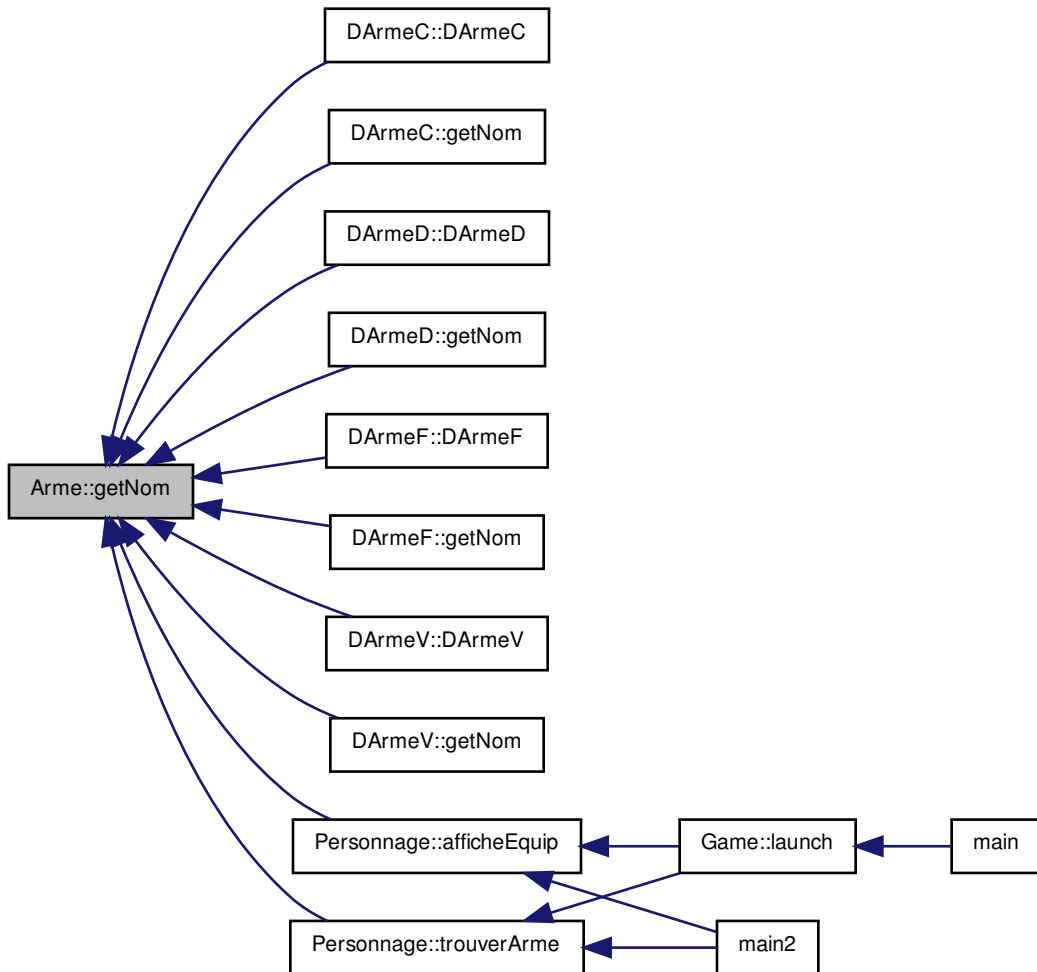 DArmeC::DArmeC
DArmeC::getNom
DArmeD::DArmeD
DArmeD::getNom
DArmeF::DArmeF
Arme::getNom
DArmeF::getNom
DArmeV::DArmeV
DArmeV::getNom
Personnage::afficheEquip
Game::launch
main
Personnage::trouverArme
main2